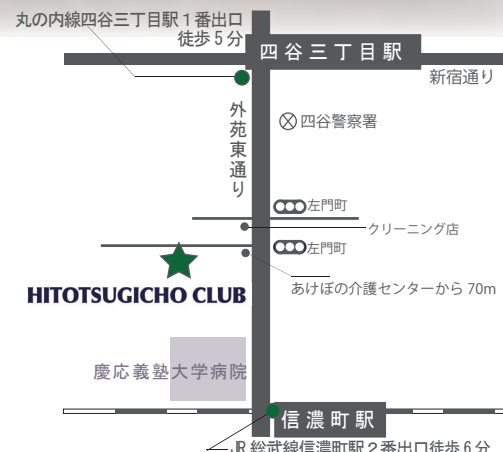 丸の内線四谷三丁目駅１番出口
徒歩５分
四谷三丁目駅
新宿通り
外苑東通り
四谷警察署
左門町
クリーニング店
左門町
あけぼの介護センターから 70m
HITOTSUGICHO CLUB
慶応義塾大学病院
信濃町駅
JR 総武線信濃町駅２番出口徒歩６分